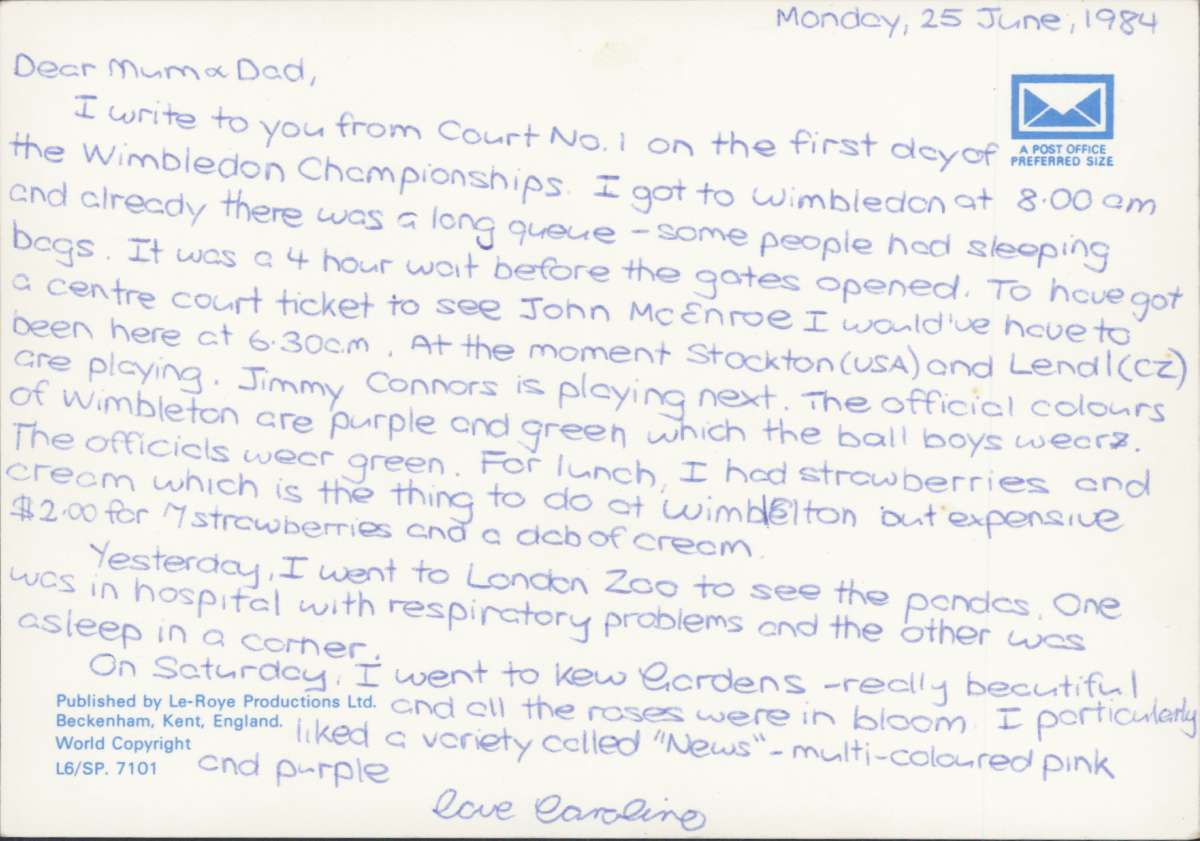 Monday, 25 June, 1984
Dear Mum & Dad,
I write to you from Court No. 1 on the first day of
the Wimbledon Championships. I got to Wimbledon at 8.00 am
and already there was a long queue - some people had sleeping
bags. It was a 4 hour wait before the gates opened. To have got
a centre court ticket to see John McEnroe I would've have to
been here at 6.30am. At the moment Stockton (USA) and Lendl (CZ)
are playing. Jimmy Connors is playing next. The official colours
of Wimbleton are purple and green which the ball boys wear.
The officials wear green. For lunch, I had strawberries and
cream which is the thing to do at Wimblelton but expensive
$2.00 for 7 strawberries and a dab of cream.
Yesterday, I went to London Zoo to see the pandas. One
was in hospital with respiratory problems and the other was
asleep in a corner.
On Saturday, I went to Kew Gardens - really beautiful
and all the roses were in bloom. I particularly
liked a variety called "News" - multi-coloured pink
and purple
love Caroline
A POST OFFICE
PREFERRED SIZE
Published by Le-Roye Productions Ltd.
Beckenham, Kent, England.
World Copyright
L6/SP. 7101